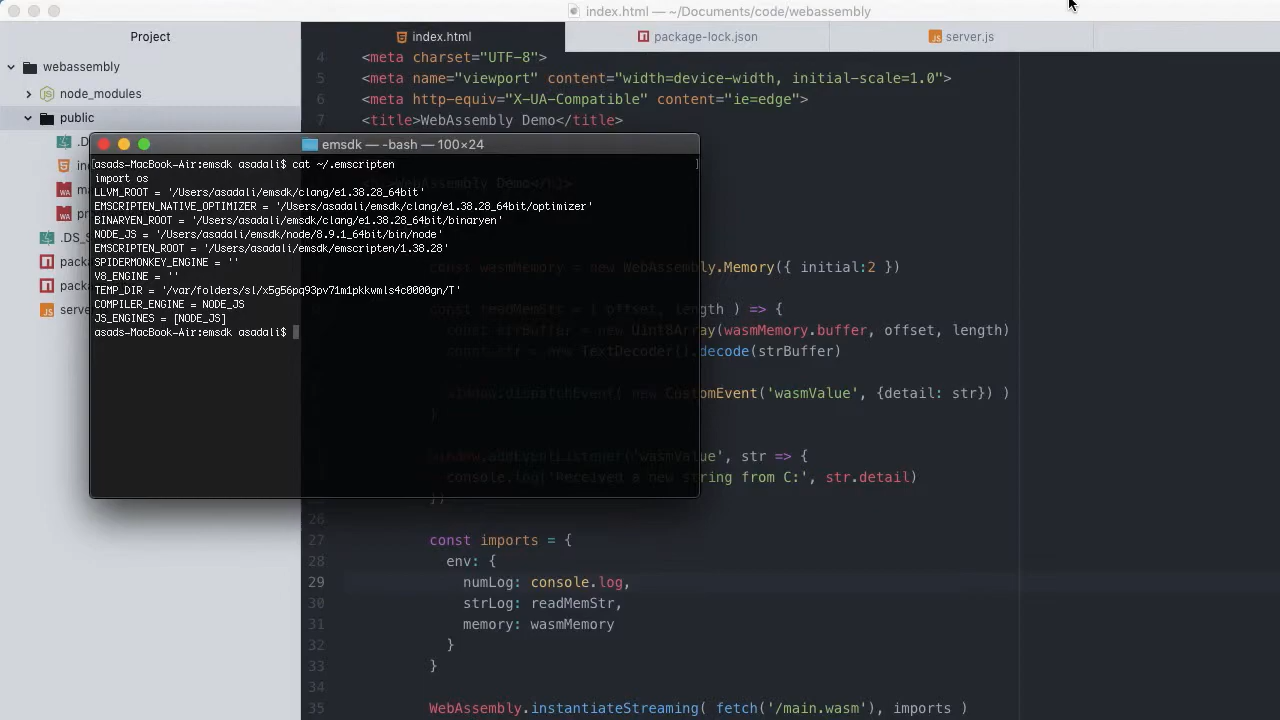 index.html — ~/Documents/code/webassembly
Project
index.html
package-lock.json
server.js
webassembly
node_modules
public
.D
ind
ma
pr
.DS_S
packa
packa
serve
4 <meta charset="UTF-8">
5 <meta name="viewport" content="width=device-width, initial-scale=1.0">
6 <meta http-equiv="X-UA-Compatible" content="ie=edge">
7 <title>WebAssembly Demo</title>
emsdk — -bash — 100×24
[asads-MacBook-Air:emsdk asadali$ cat ~/.emscripten ]
import os
LLVM_ROOT = '/Users/asadali/emsdk/clang/e1.38.28_64bit'
EMSCRIPTEN_NATIVE_OPTIMIZER = '/Users/asadali/emsdk/clang/e1.38.28_64bit/optimizer'
BINARYEN_ROOT = '/Users/asadali/emsdk/clang/e1.38.28_64bit/binaryen'
NODE_JS = '/Users/asadali/emsdk/node/8.9.1_64bit/bin/node'
EMSCRIPTEN_ROOT = '/Users/asadali/emsdk/emscripten/1.38.28'
SPIDERMONKEY_ENGINE = ''
V8_ENGINE = ''
TEMP_DIR = '/var/folders/sl/x5g56pq93pv71m1pkkwmls4c0000gn/T'
COMPILER_ENGINE = NODE_JS
JS_ENGINES = [NODE_JS]
asads-MacBook-Air:emsdk asadali$
WebAssembly Demo
const wasmMemory = new WebAssembly.Memory({ initial:2 })
const readMemStr = ( offset, length ) => {
const strBuffer = new Uint8Array(wasmMemory.buffer, offset, length)
const str = new TextDecoder().decode(strBuffer)
window.dispatchEvent( new CustomEvent('wasmValue', {detail: str}) )
}
window.addEventListener('wasmValue', str => {
console.log('Received a new string from C:', str.detail)
})
26
27 const imports = {
28 env: {
29 numLog: console.log,
30 strLog: readMemStr,
31 memory: wasmMemory
32 }
33 }
34
35 WebAssembly.instantiateStreaming( fetch('/main.wasm'), imports )